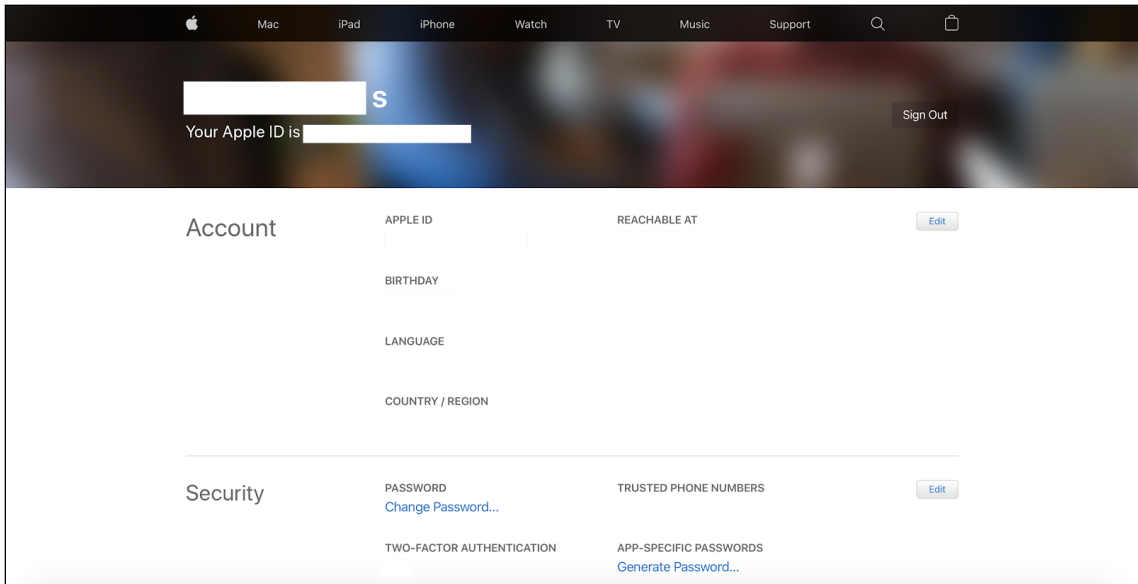 Mac iPad iPhone Watch TV Music Support
s
Your Apple ID is
Sign Out
Account
APPLE ID
REACHABLE AT
Edit
BIRTHDAY
LANGUAGE
COUNTRY / REGION
Security
PASSWORD
Change Password...
TRUSTED PHONE NUMBERS
Edit
TWO-FACTOR AUTHENTICATION
APP-SPECIFIC PASSWORDS
Generate Password...